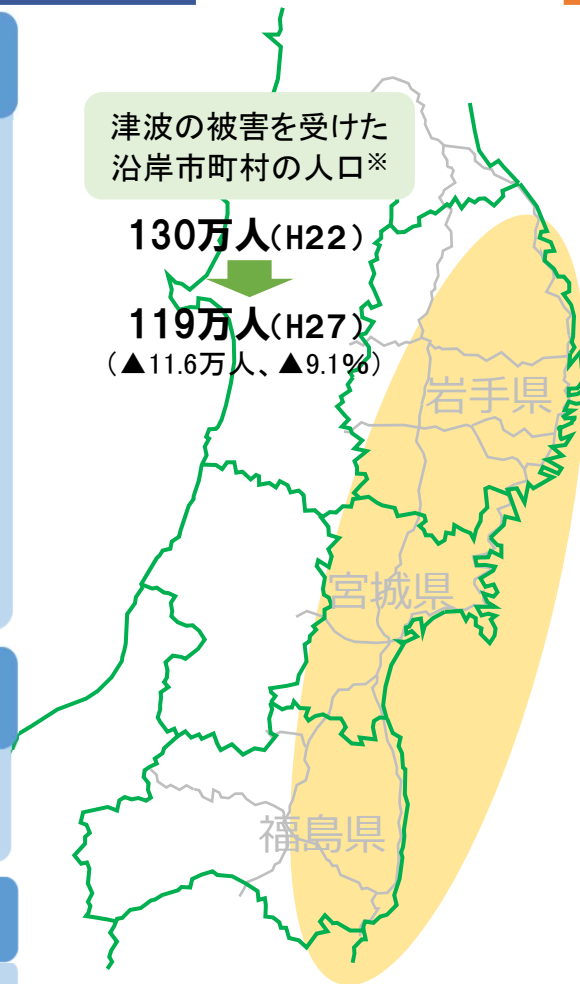 津波の被害を受けた
沿岸市町村の人口※
130万人(H22)
119万人(H27)
(▲11.6万人、▲9.1%)
岩手県
宮城県
福島県